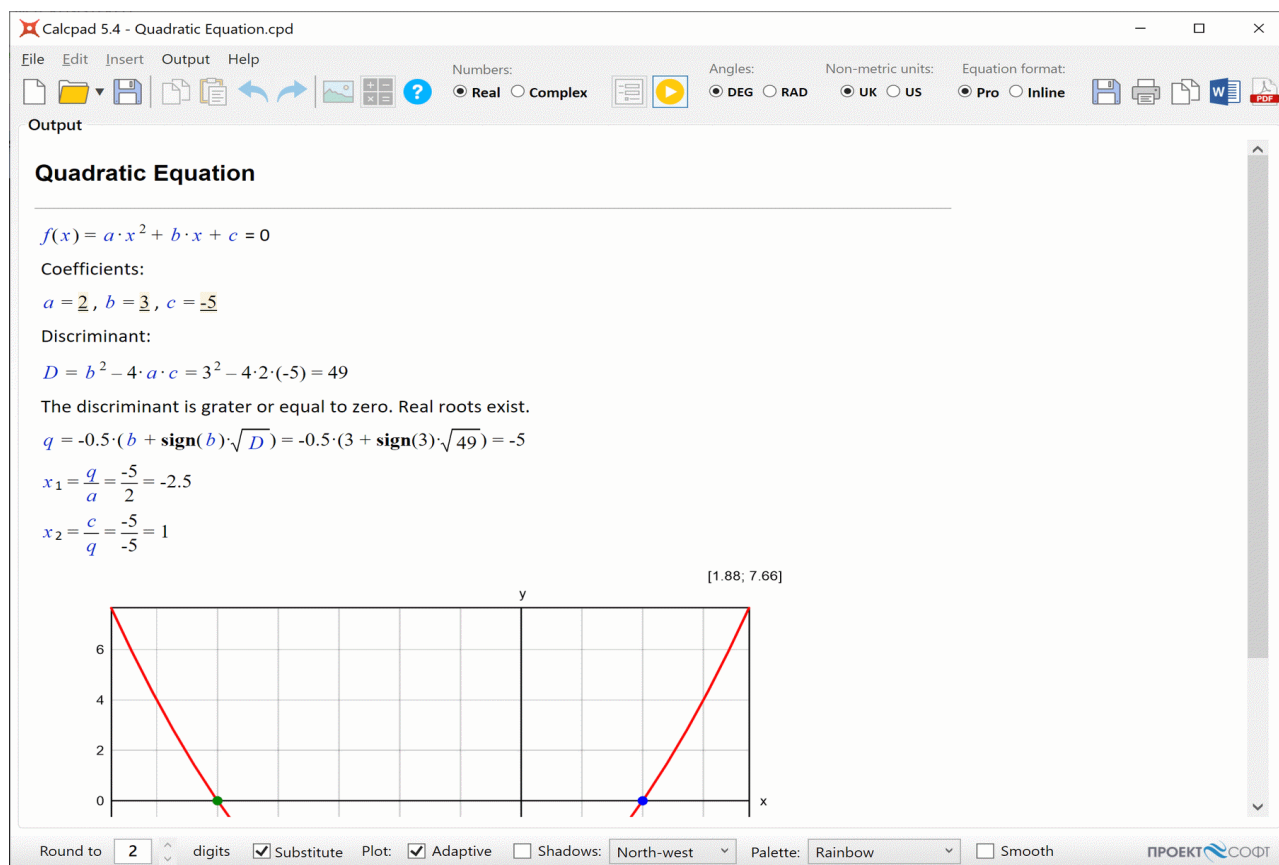 Calcpad 5.4 - Quadratic Equation.cpd
File Edit Insert Output Help
Numbers: Angles: Non-metric units: Equation format:
Real Complex DEG RAD UK US Pro Inline
W
PDF
Output
Quadratic Equation
f(x) = a·x² + b·x + c = 0
Coefficients:
a = 2 , b = 3 , c = -5
Discriminant:
D = b² – 4·a·c = 3² – 4·2·(-5) = 49
The discriminant is grater or equal to zero. Real roots exist.
q = -0.5·(b + sign(b)·√D) = -0.5·(3 + sign(3)·√49) = -5
x₁ = q/a = -5/2 = -2.5
x₂ = c/q = -5/-5 = 1
[1.88; 7.66]
y
6
4
2
0
x
Round to 2 digits Substitute Plot: Adaptive Shadows: North-west Palette: Rainbow Smooth ПРОЕКТСОФТ